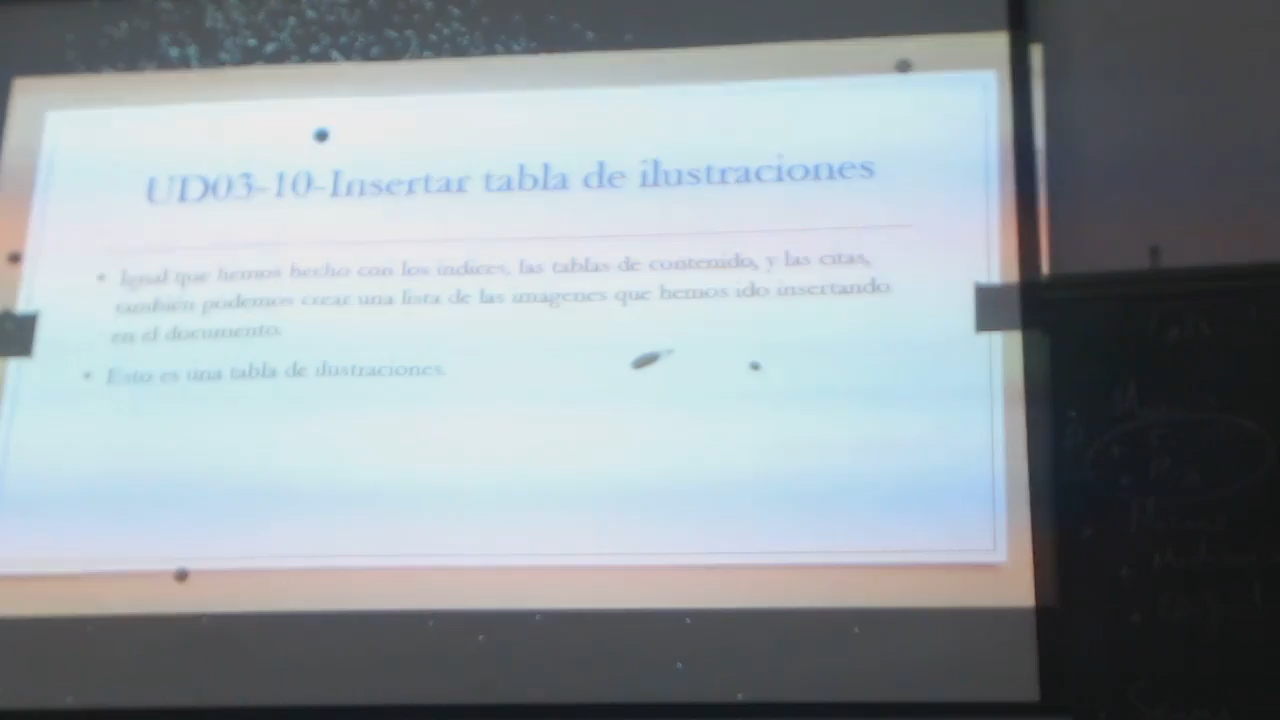 UD03-10-Insertar tabla de ilustraciones
• Igual que hemos hecho con los índices, las tablas de contenido, y las citas,
también podemos crear una lista de las imágenes que hemos ido insertando
en el documento.
• Esto es una tabla de ilustraciones.